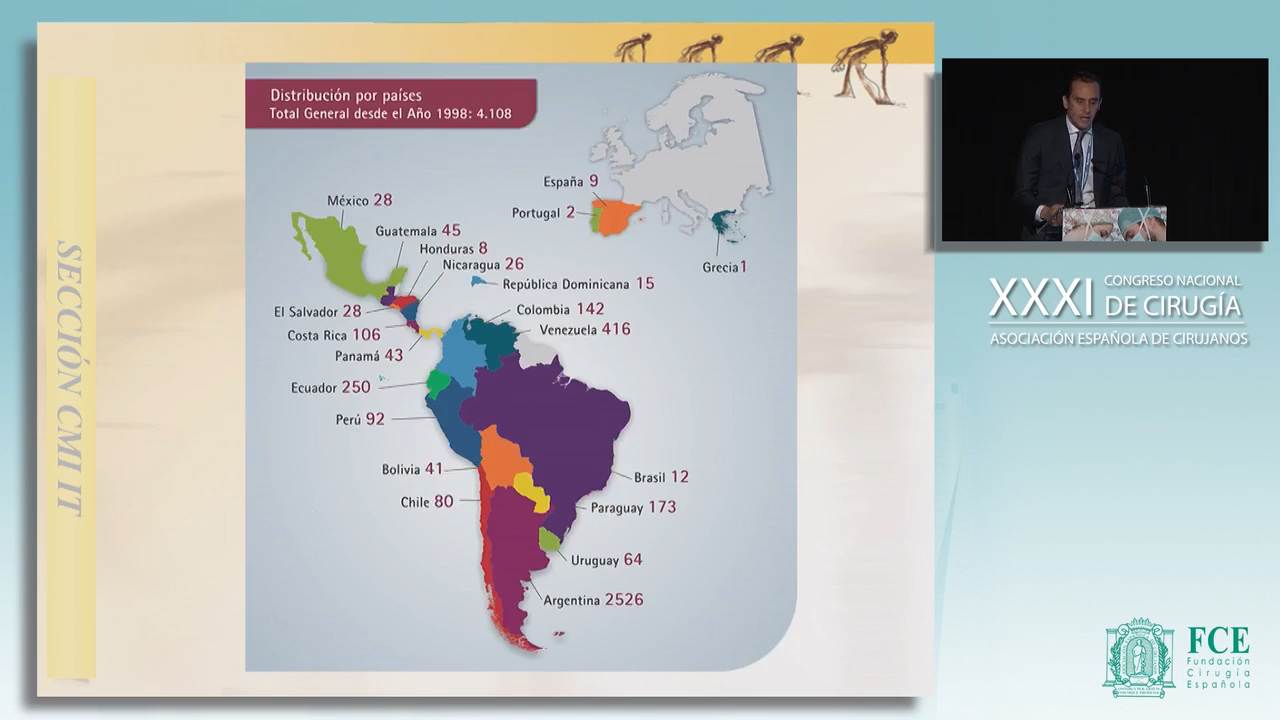 SECCIÓN CMI IT
Distribución por países
Total General desde el Año 1998: 4.108
España 9
Portugal 2
Grecia 1
México 28
Guatemala 45
Honduras 8
Nicaragua 26
República Dominicana 15
El Salvador 28
Colombia 142
Costa Rica 106
Venezuela 416
Panamá 43
Ecuador 250
Perú 92
Bolivia 41
Brasil 12
Chile 80
Paraguay 173
Uruguay 64
Argentina 2526
XXXI CONGRESO NACIONAL
DE CIRUGÍA
ASOCIACIÓN ESPAÑOLA DE CIRUJANOS
FCE
Fundación
Cirugía
Española